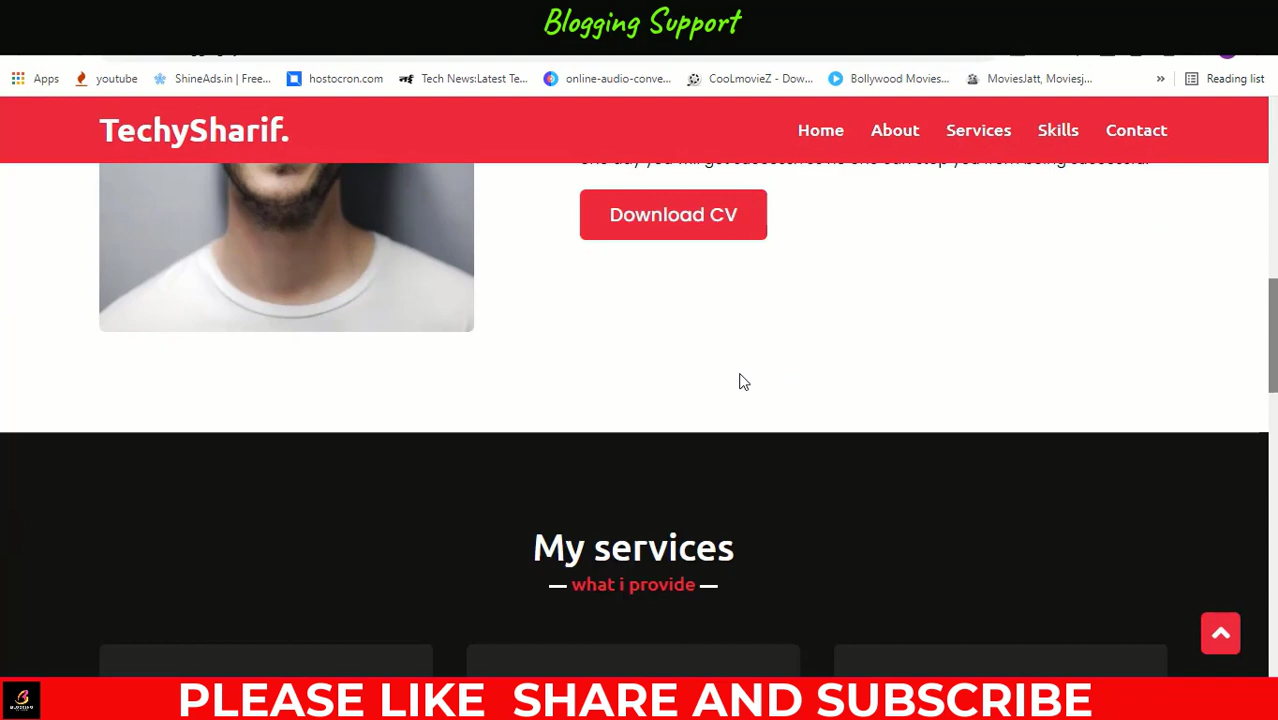 Blogging Support
Apps youtube ShineAds.in | Free... hostocron.com Tech News:Latest Te... online-audio-conve... CoolmovieZ - Dow... Bollywood Movies... MoviesJatt, Moviesj... » Reading list
TechySharif. Home About Services Skills Contact
Download CV
My services
what i provide
PLEASE LIKE SHARE AND SUBSCRIBE